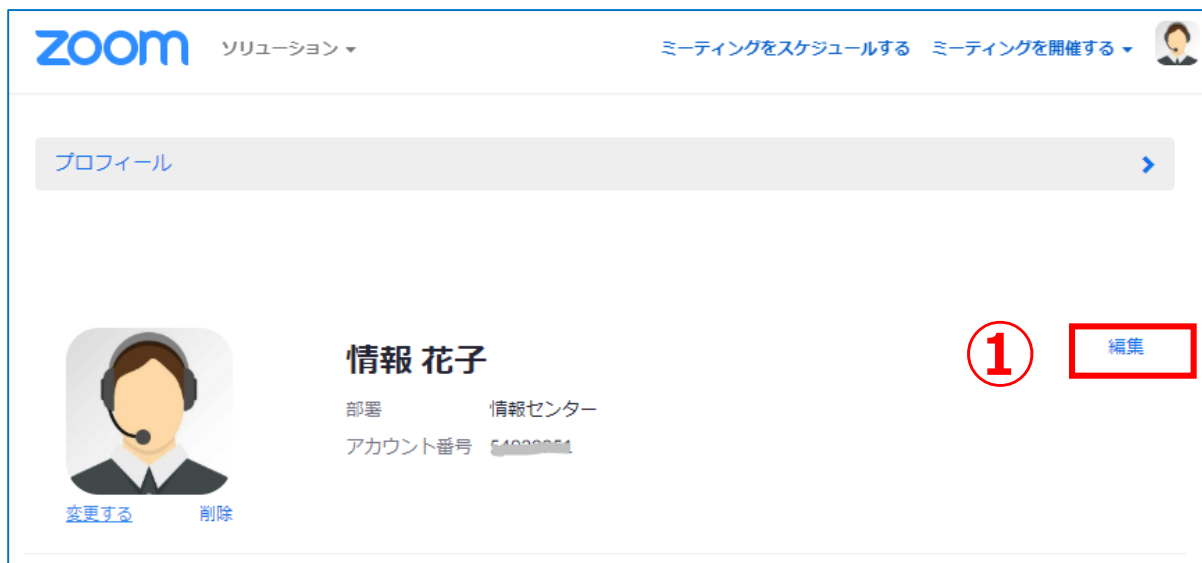 zoom ソリューション ミーティングをスケジュールする ミーティングを開催する
プロフィール
① 編集
情報 花子
部署 情報センター
アカウント番号
変更する 削除